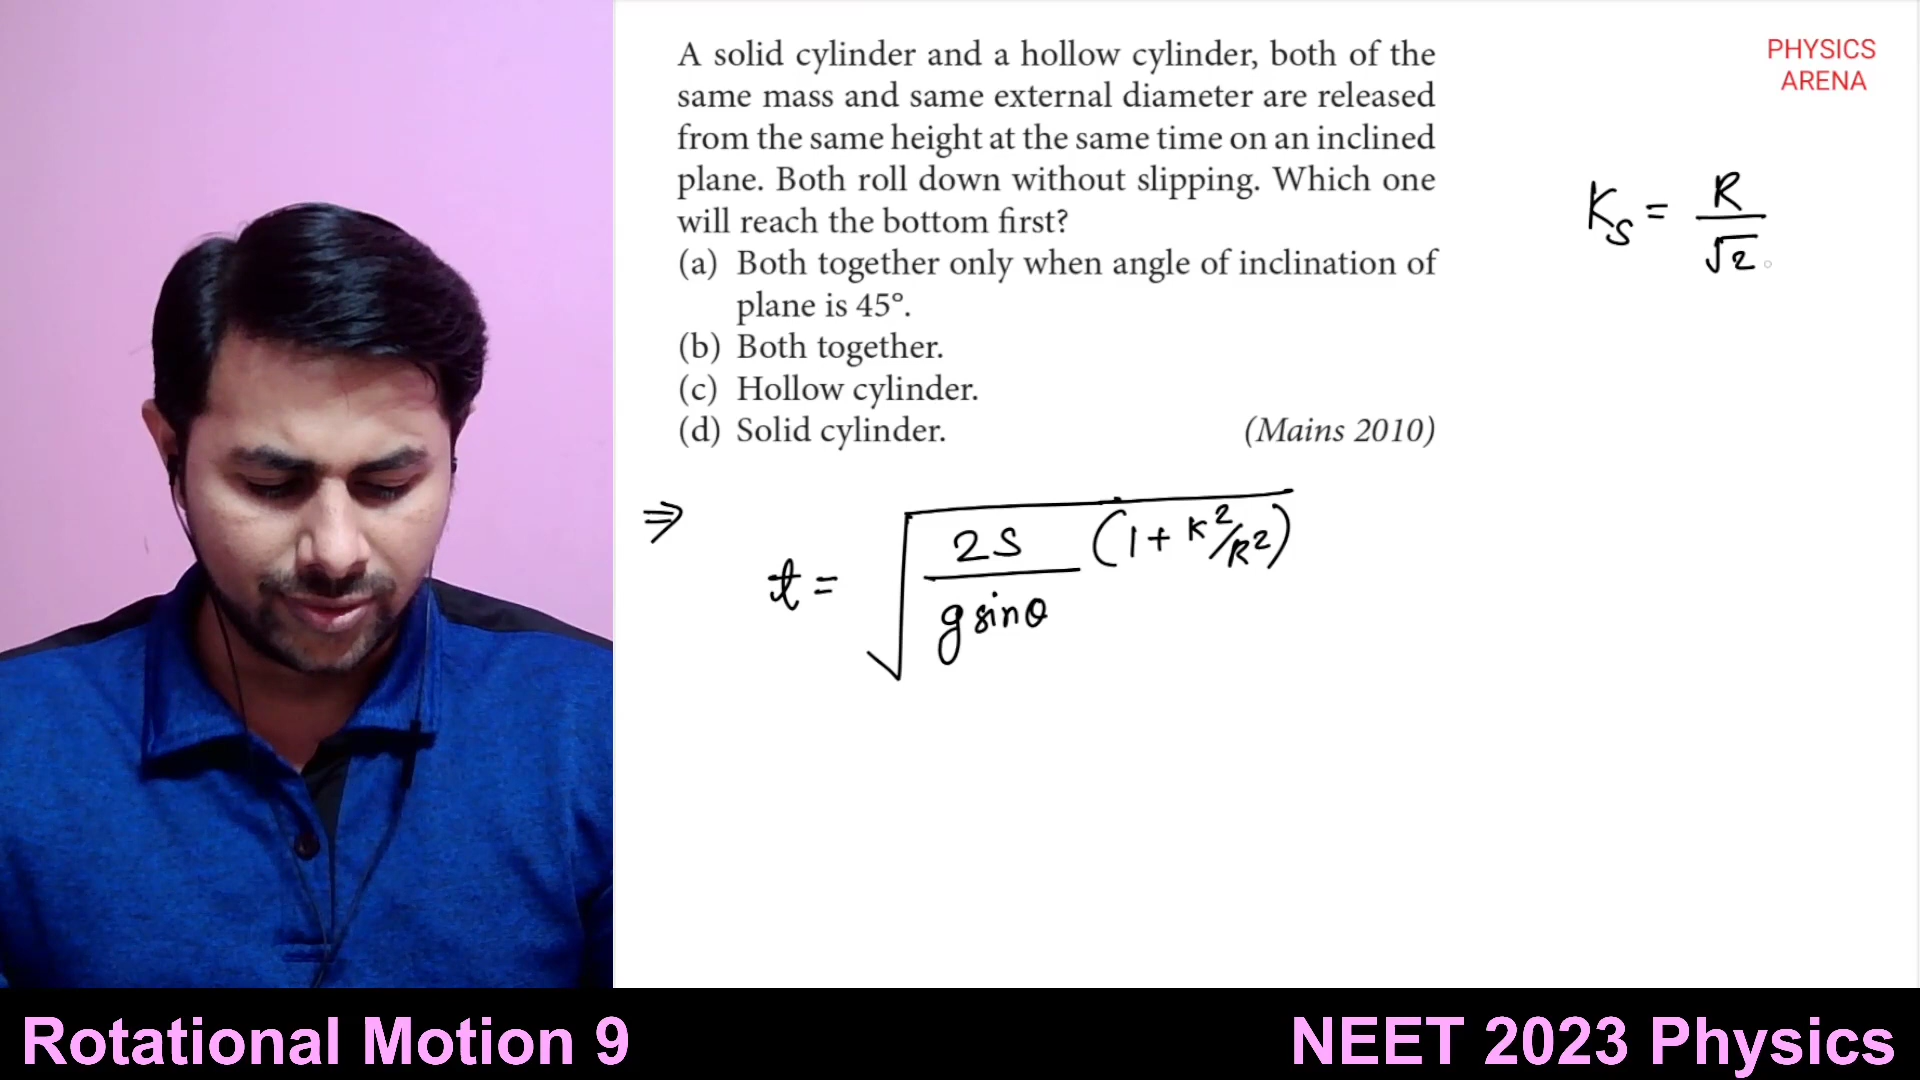 A solid cylinder and a hollow cylinder, both of the
same mass and same external diameter are released
from the same height at the same time on an inclined
plane. Both roll down without slipping. Which one
will reach the bottom first?
(a) Both together only when angle of inclination of
plane is 45°.
(b) Both together.
(c) Hollow cylinder.
(d) Solid cylinder. (Mains 2010)
PHYSICS
ARENA
K_S = R/√2
⇒ t = √(2S/(g sinθ) (1 + K²/R²))
Rotational Motion 9
NEET 2023 Physics